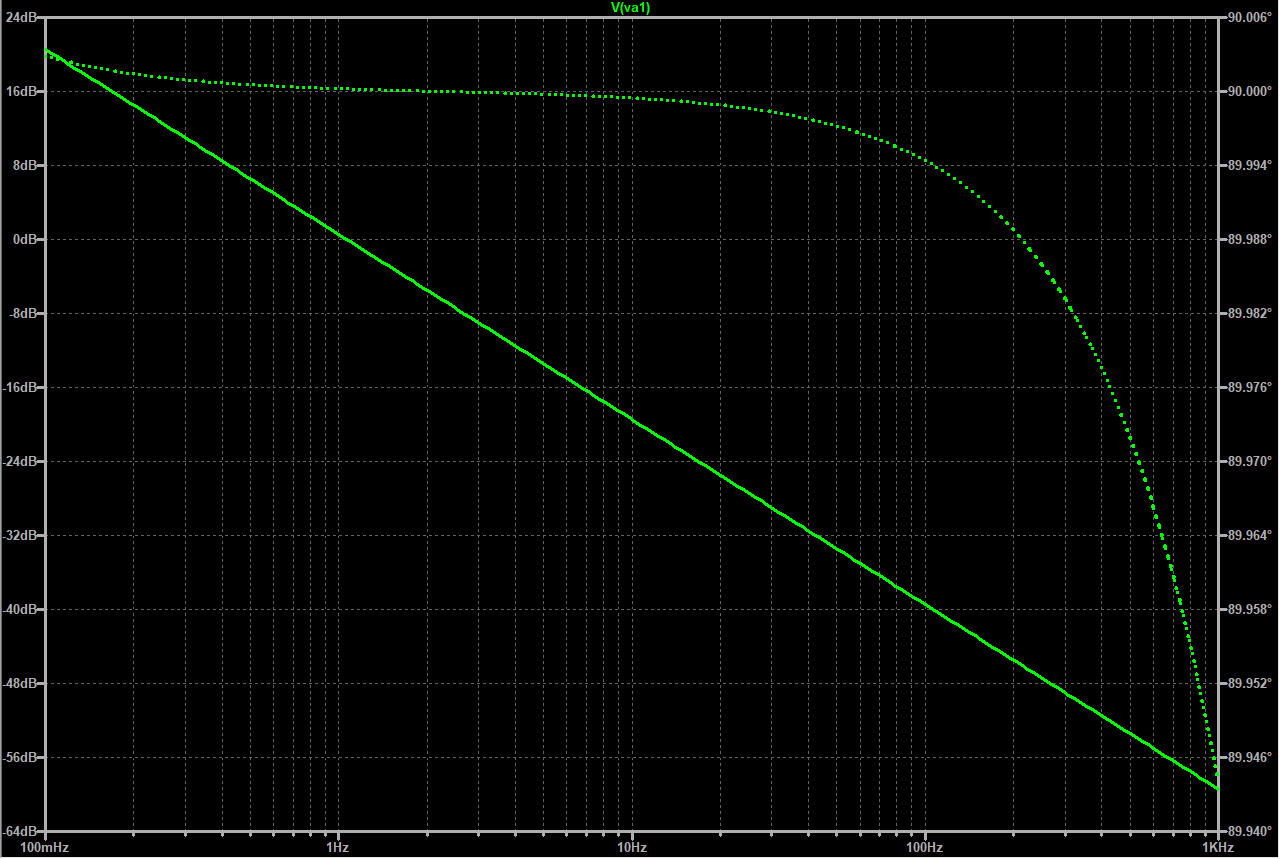 V(va1)
24dB
16dB
8dB
0dB
-8dB
-16dB
-24dB
-32dB
-40dB
-48dB
-56dB
-64dB
90.006°
90.000°
89.994°
89.988°
89.982°
89.976°
89.970°
89.964°
89.958°
89.952°
89.946°
89.940°
100mHz 1Hz 10Hz 100Hz 1KHz